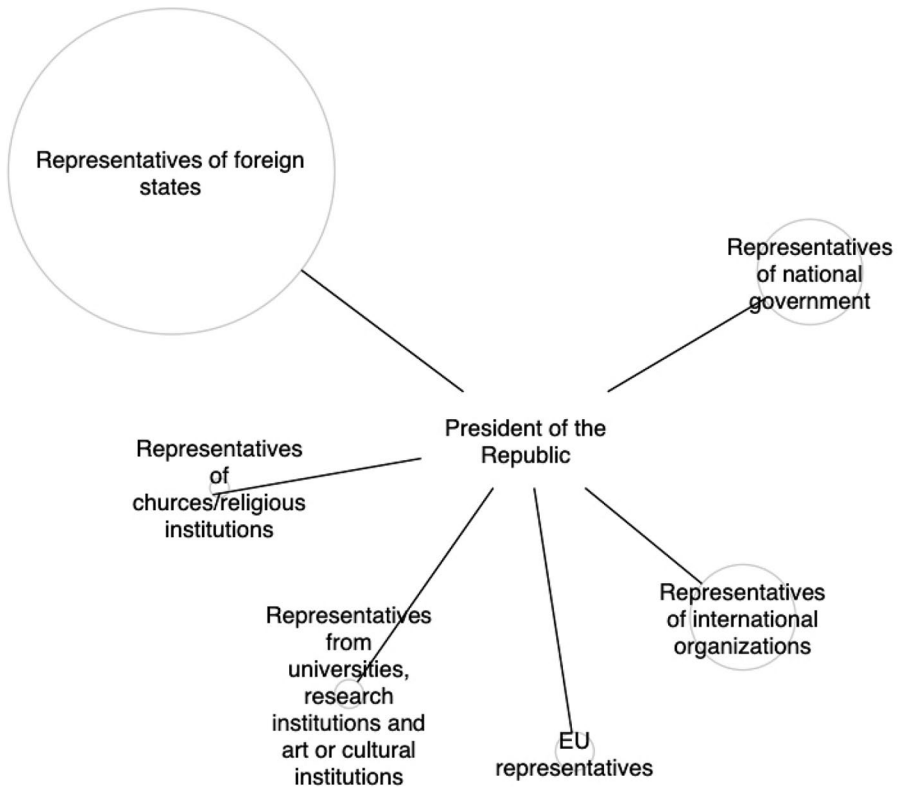 Representatives of foreign
states
Representatives
of national
government
President of the
Republic
Representatives
of
churces/religious
institutions
Representatives
of international
organizations
Representatives
from
universities,
research
institutions and
art or cultural
institutions
EU
representatives